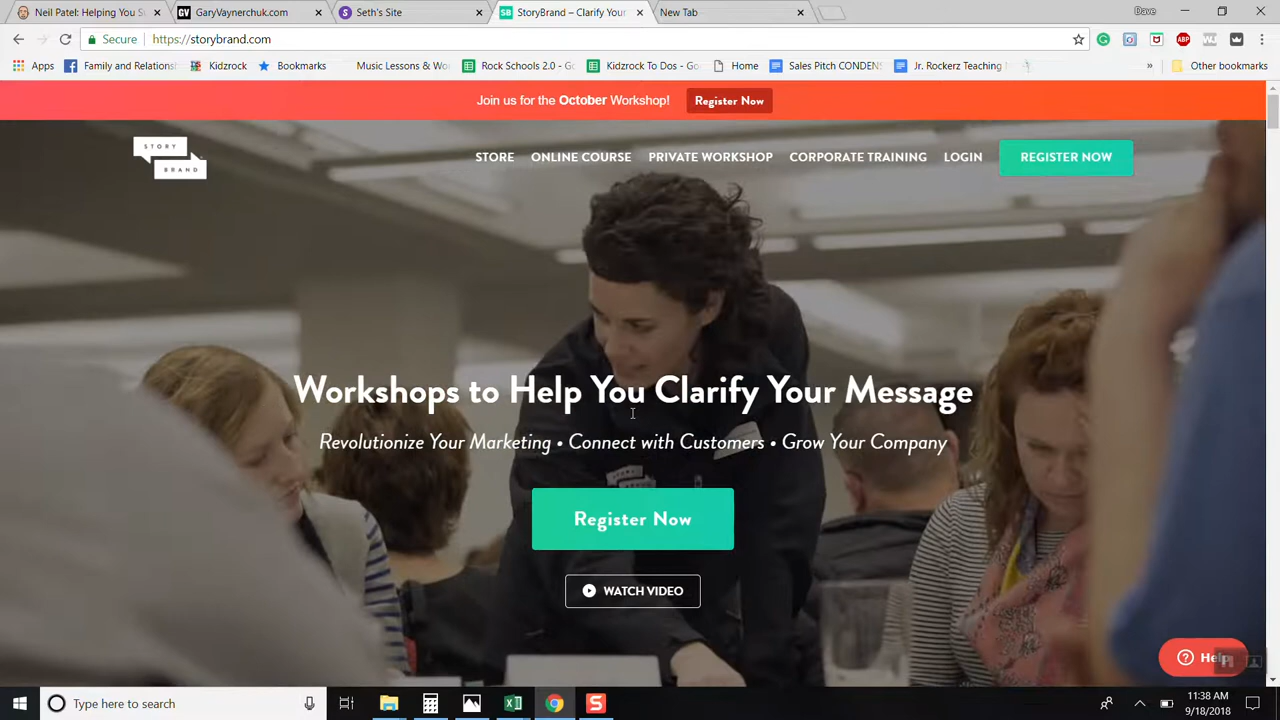 Neil Patel: Helping You S
GaryVaynerchuk.com
Seth's Site
StoryBrand – Clarify Your
New Tab
Dave
Secure
https://storybrand.com
Apps
Family and Relationsh
Kidzrock
Bookmarks
Music Lessons & Wo
Rock Schools 2.0 - Go
Kidzrock To Dos - Goo
Home
Sales Pitch CONDENS
Jr. Rockerz Teaching
»
Other bookmarks
Join us for the October Workshop!
Register Now
STORY BRAND
STORE
ONLINE COURSE
PRIVATE WORKSHOP
CORPORATE TRAINING
LOGIN
REGISTER NOW
Workshops to Help You Clarify Your Message
Revolutionize Your Marketing • Connect with Customers • Grow Your Company
Register Now
WATCH VIDEO
Help
Type here to search
11:38 AM
9/18/2018